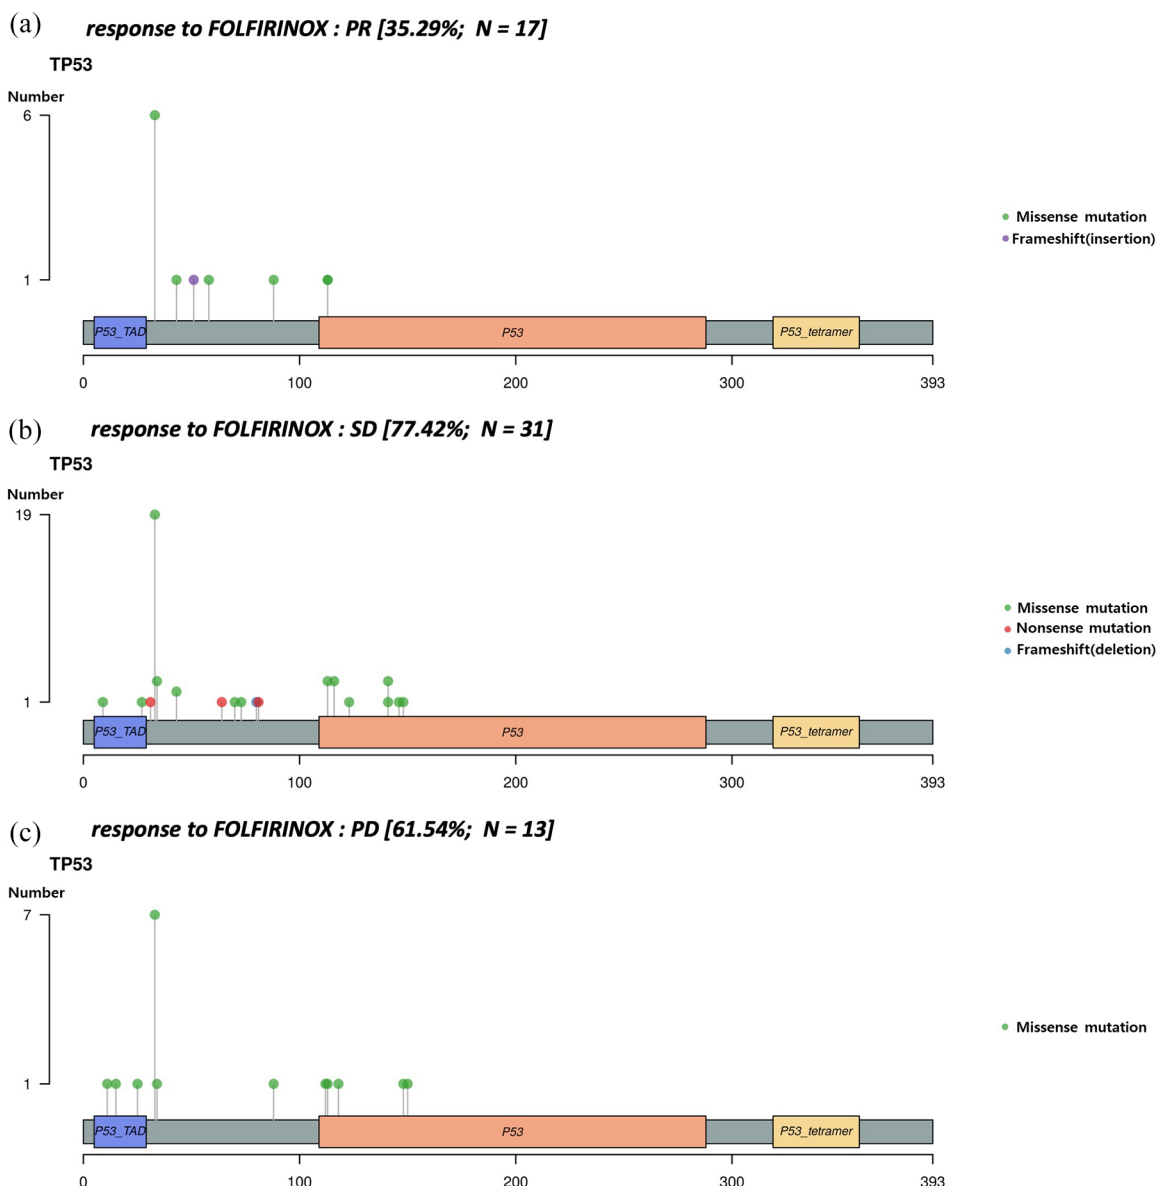 (a) response to FOLFIRINOX : PR [35.29%; N = 17]
TP53
Number
6
1
Missense mutation
Frameshift(insertion)
P53_TAD P53 P53_tetramer
0 100 200 300 393
(b) response to FOLFIRINOX : SD [77.42%; N = 31]
TP53
Number
19
1
Missense mutation
Nonsense mutation
Frameshift(deletion)
P53_TAD P53 P53_tetramer
0 100 200 300 393
(c) response to FOLFIRINOX : PD [61.54%; N = 13]
TP53
Number
7
1
Missense mutation
P53_TAD P53 P53_tetramer
0 100 200 300 393